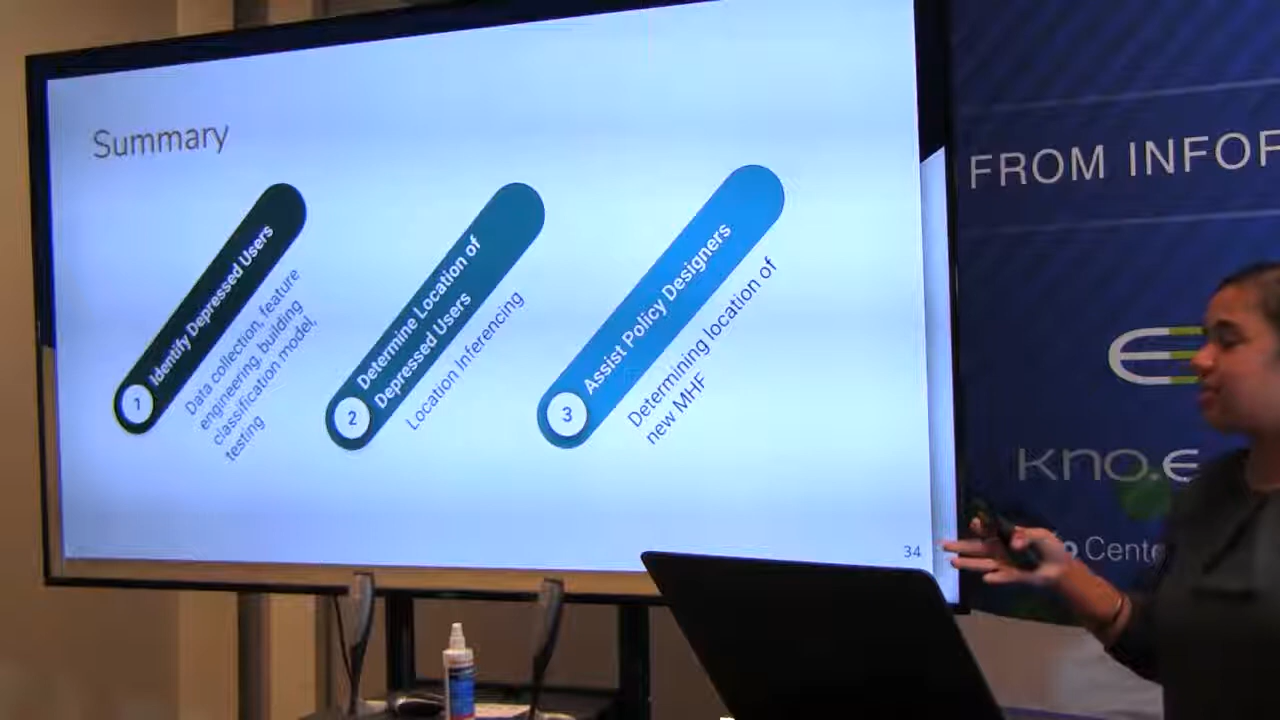 Summary
1
Identify Depressed Users
Data collection, feature
engineering, building
classification model,
testing
2
Determine Location of
Depressed Users
Location Inferencing
3
Assist Policy Designers
Determining location of
new MHF
34
FROM INFOR
kno.e
Cente